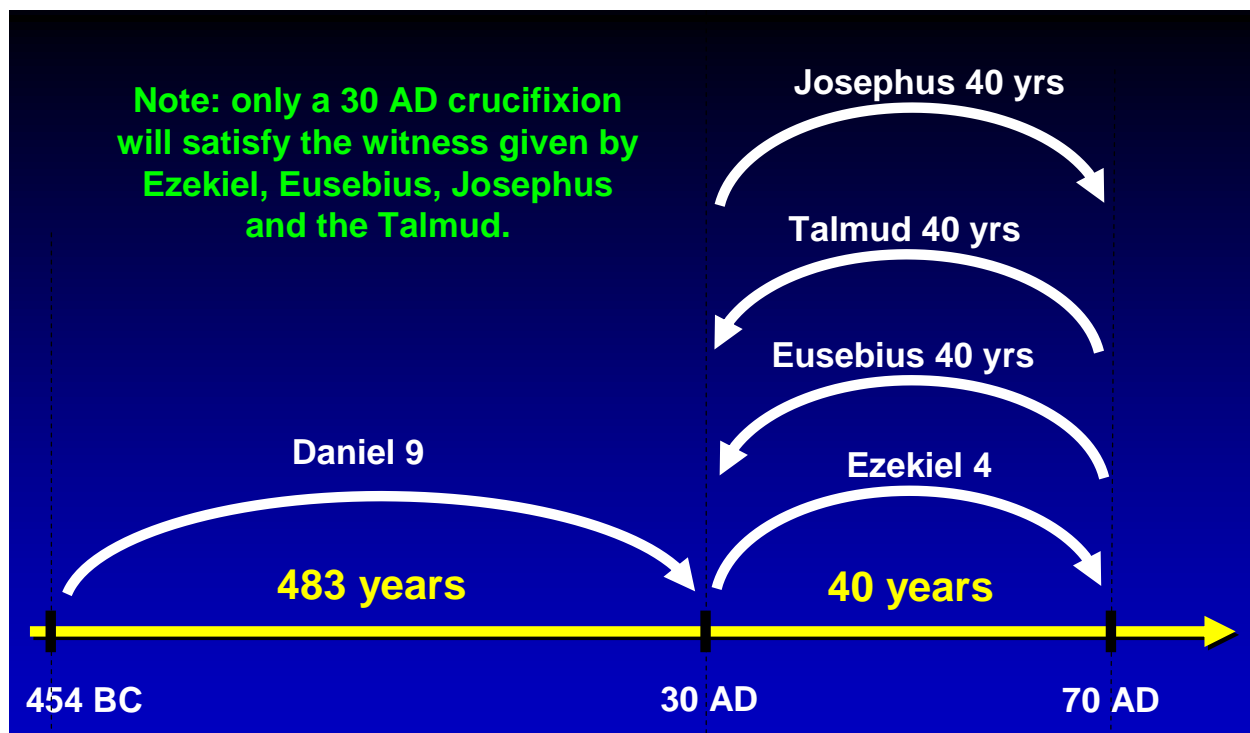 Note: only a 30 AD crucifixion
will satisfy the witness given by
Ezekiel, Eusebius, Josephus
and the Talmud.
Josephus 40 yrs
Talmud 40 yrs
Eusebius 40 yrs
Daniel 9
Ezekiel 4
483 years
40 years
454 BC
30 AD
70 AD